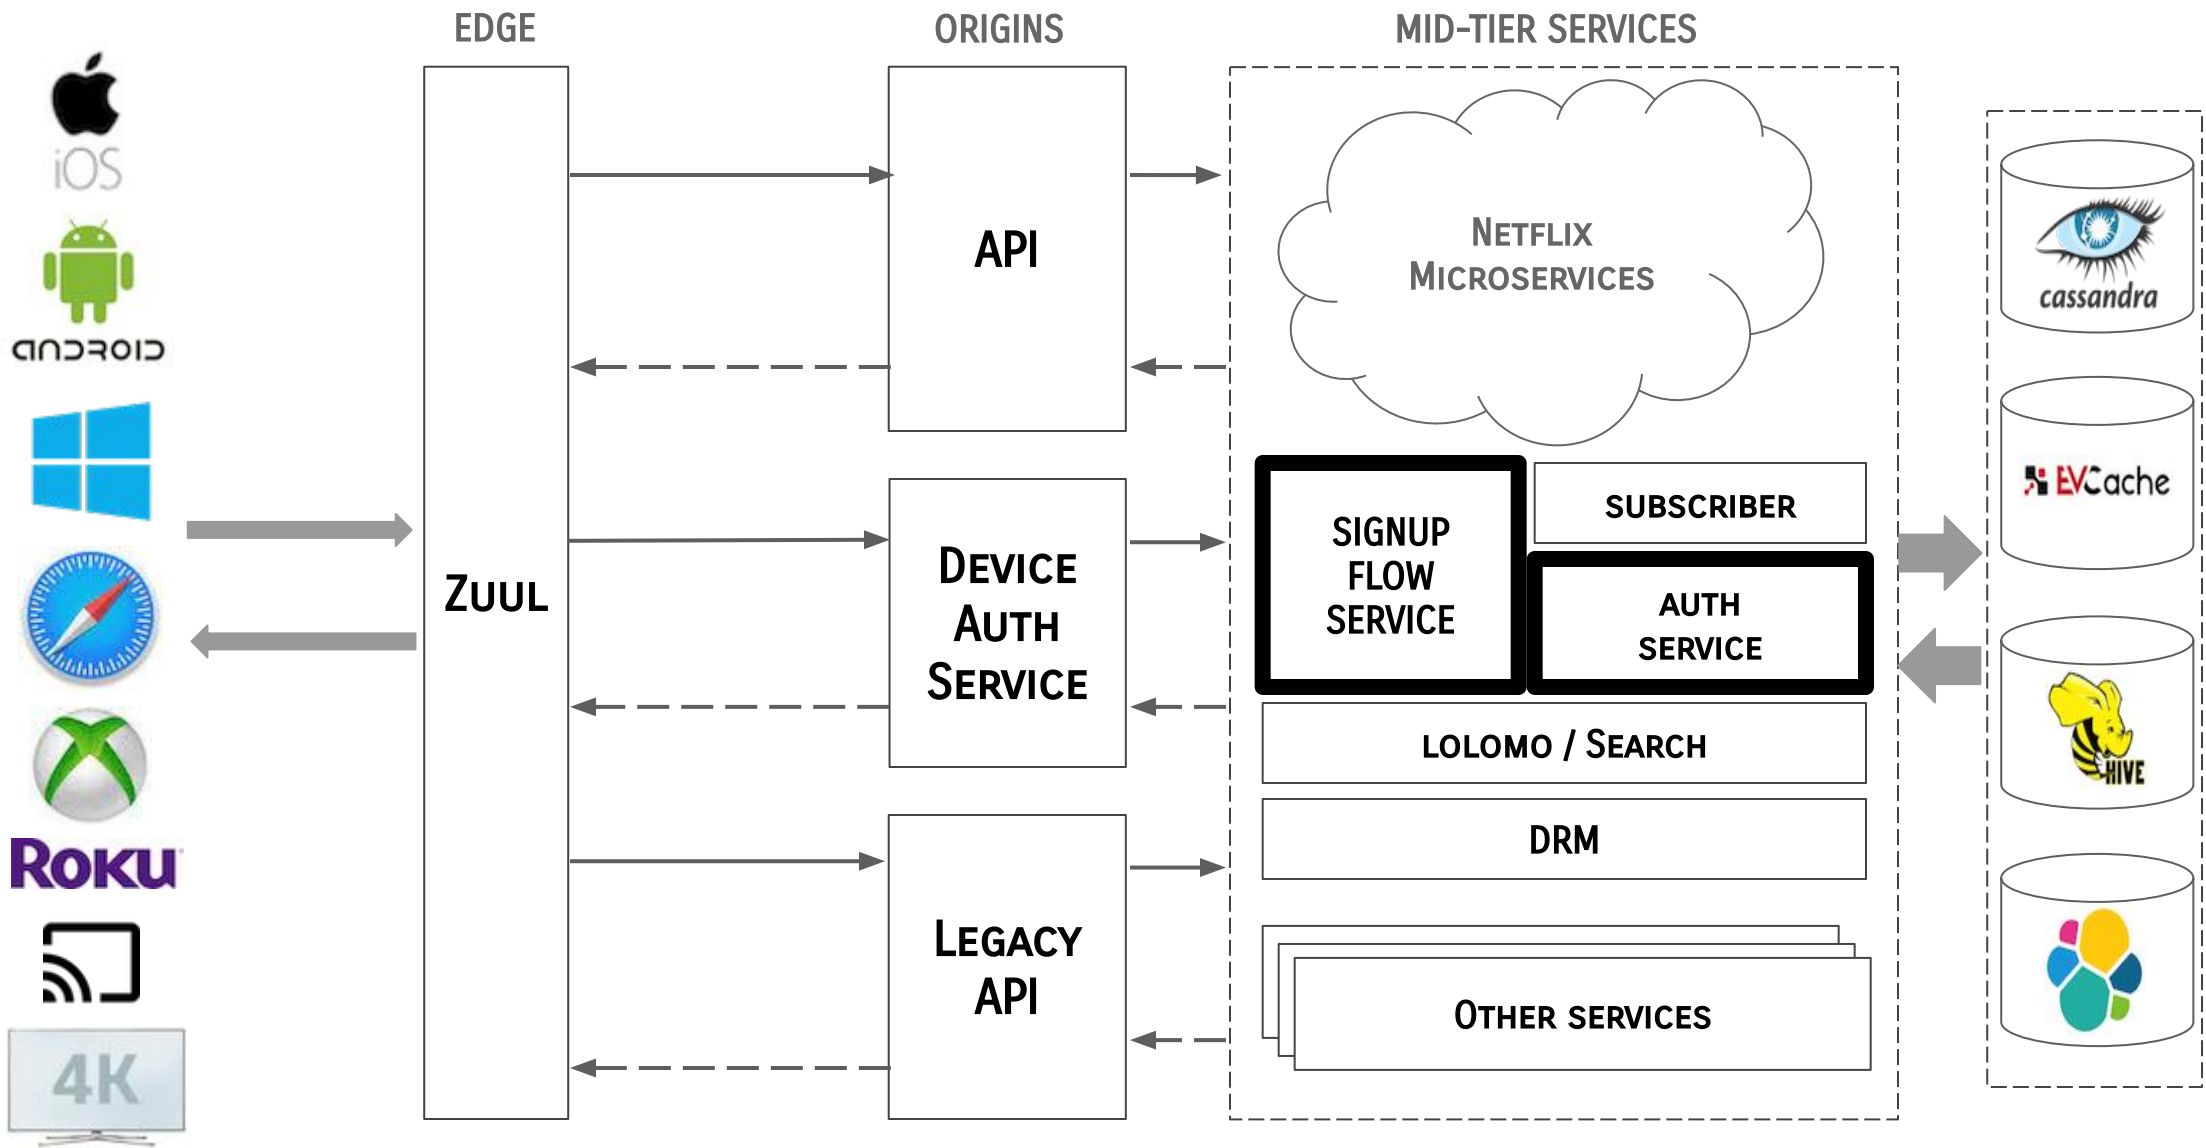 EDGE
ORIGINS
MID-TIER SERVICES
iOS
ANDROID
ROKU
4K
ZUUL
API
DEVICE
AUTH
SERVICE
LEGACY
API
NETFLIX
MICROSERVICES
SIGNUP
FLOW
SERVICE
SUBSCRIBER
AUTH
SERVICE
LOLOMO / SEARCH
DRM
OTHER SERVICES
cassandra
EVCache
HIVE